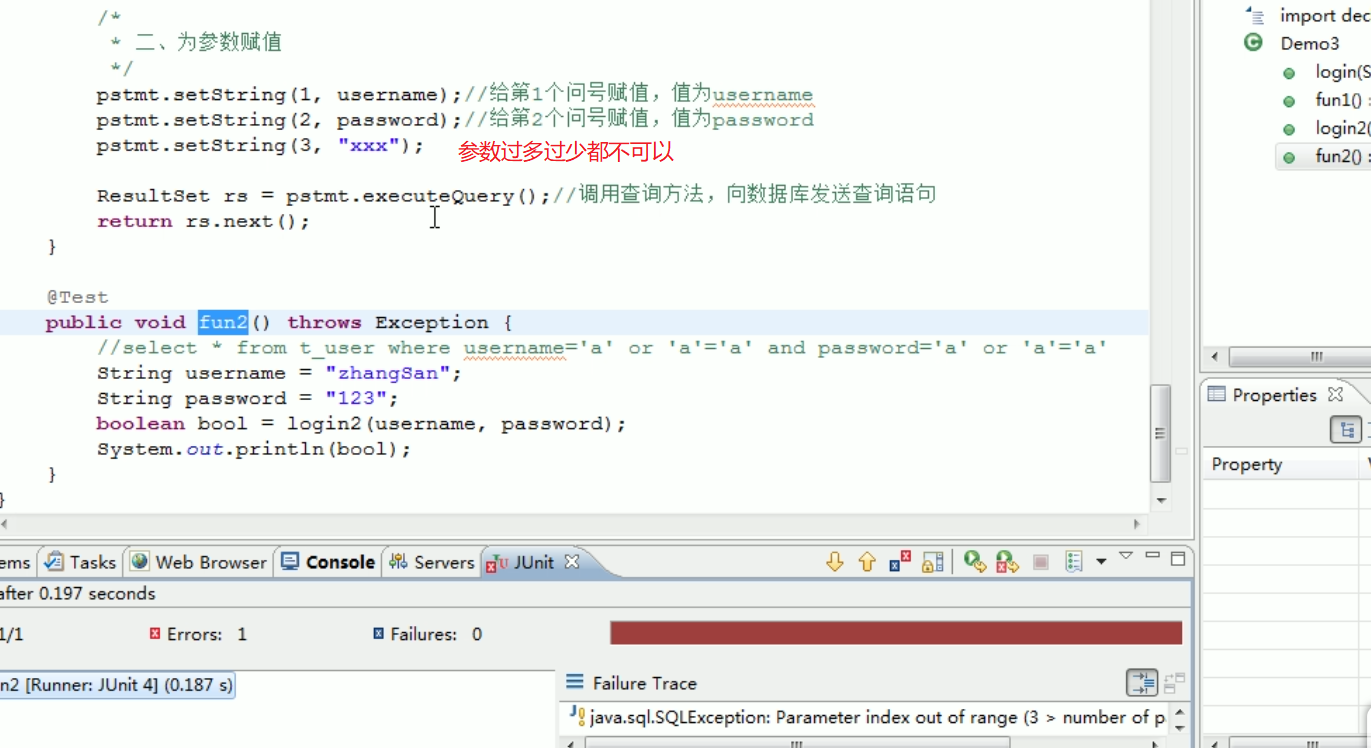 /*
* 二、为参数赋值
*/
pstmt.setString(1, username);//给第1个问号赋值，值为username
pstmt.setString(2, password);//给第2个问号赋值，值为password
pstmt.setString(3, "xxx"); 参数过多过少都不可以
ResultSet rs = pstmt.executeQuery();//调用查询方法，向数据库发送查询语句
return rs.next();
}
@Test
public void fun2() throws Exception {
//select * from t_user where username='a' or 'a'='a' and password='a' or 'a'='a'
String username = "zhangSan";
String password = "123";
boolean bool = login2(username, password);
System.out.println(bool);
}
}
import dec
Demo3
login(S
fun1() :
login2(
fun2() :
Properties
Property
ems Tasks Web Browser Console Servers JUnit
after 0.197 seconds
1/1 Errors: 1 Failures: 0
n2 [Runner: JUnit 4] (0.187 s)
Failure Trace
java.sql.SQLException: Parameter index out of range (3 > number of p